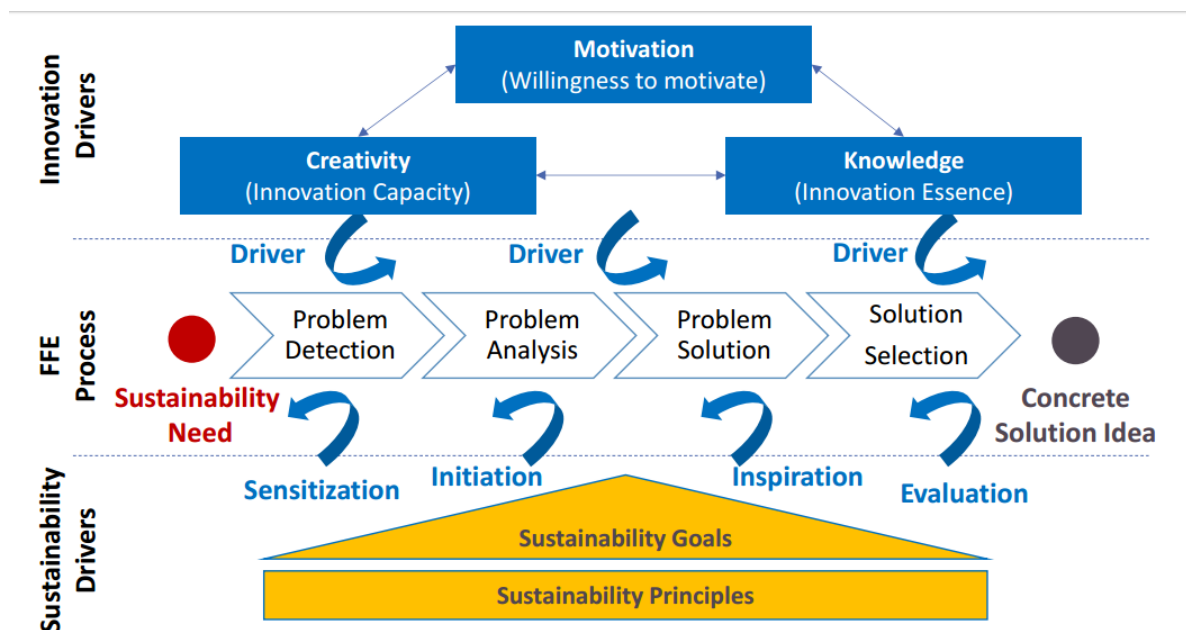 Innovation
Drivers
Motivation
(Willingness to motivate)
Creativity
(Innovation Capacity)
Knowledge
(Innovation Essence)
Driver
Driver
Driver
FFE
Process
Problem
Detection
Problem
Analysis
Problem
Solution
Solution
Selection
Sustainability
Need
Concrete
Solution Idea
Sustainability
Drivers
Sensitization
Initiation
Inspiration
Evaluation
Sustainability Goals
Sustainability Principles